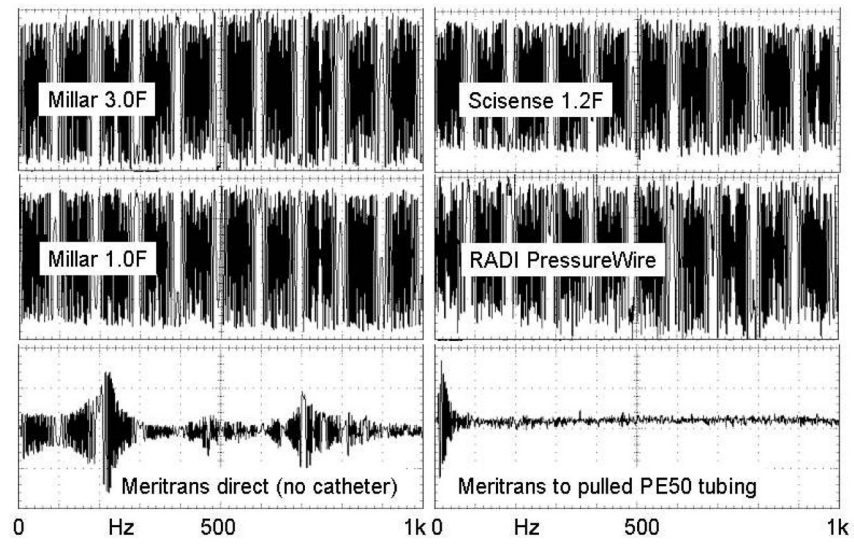 Millar 3.0F
Scisense 1.2F
Millar 1.0F
RADI PressureWire
Meritrans direct (no catheter)
Meritrans to pulled PE50 tubing
0 Hz 500 1k 0 Hz 500 1k